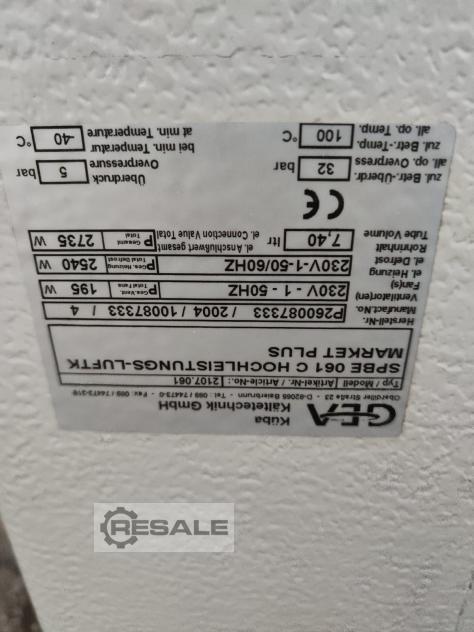 GEA
Küba
Kältetechnik GmbH
Oberdiller Straße 23 D-82065 Baierbrunn · Tel.: 089 / 74473-0 Fax: 089 / 74473-319
Typ / Modell / Artikel-Nr. / Article-No.: 2107.061
SPBE 061 C HOCHLEISTUNGS-LUFTK
MARKET PLUS
Herstell-Nr. P260087333 / 2004 / 10087333 / 4 /
Manufact.No.
Ventilator(en) 230V - 1 - 50HZ Pges.Vent. 195 W
Fan(s) Total Fans
el. Heizung 230V-1-50/60HZ Pges.Heizung 2540 W
el. Defrost Total Defrost
Rohrinhalt 7,40 ltr el. Anschlußwert gesamt P Gesamt 2735 W
Tube Volume el. Connection Value Total Total
CE
zul. Betr.-Überdr. 32 bar Überdruck 5 bar
all. op. Overpress Overpressure
zul. Betr.-Temp. 100 °C bei min. Temperatur -40 °C
all. op. Temp. at min. Temperature
RESALE